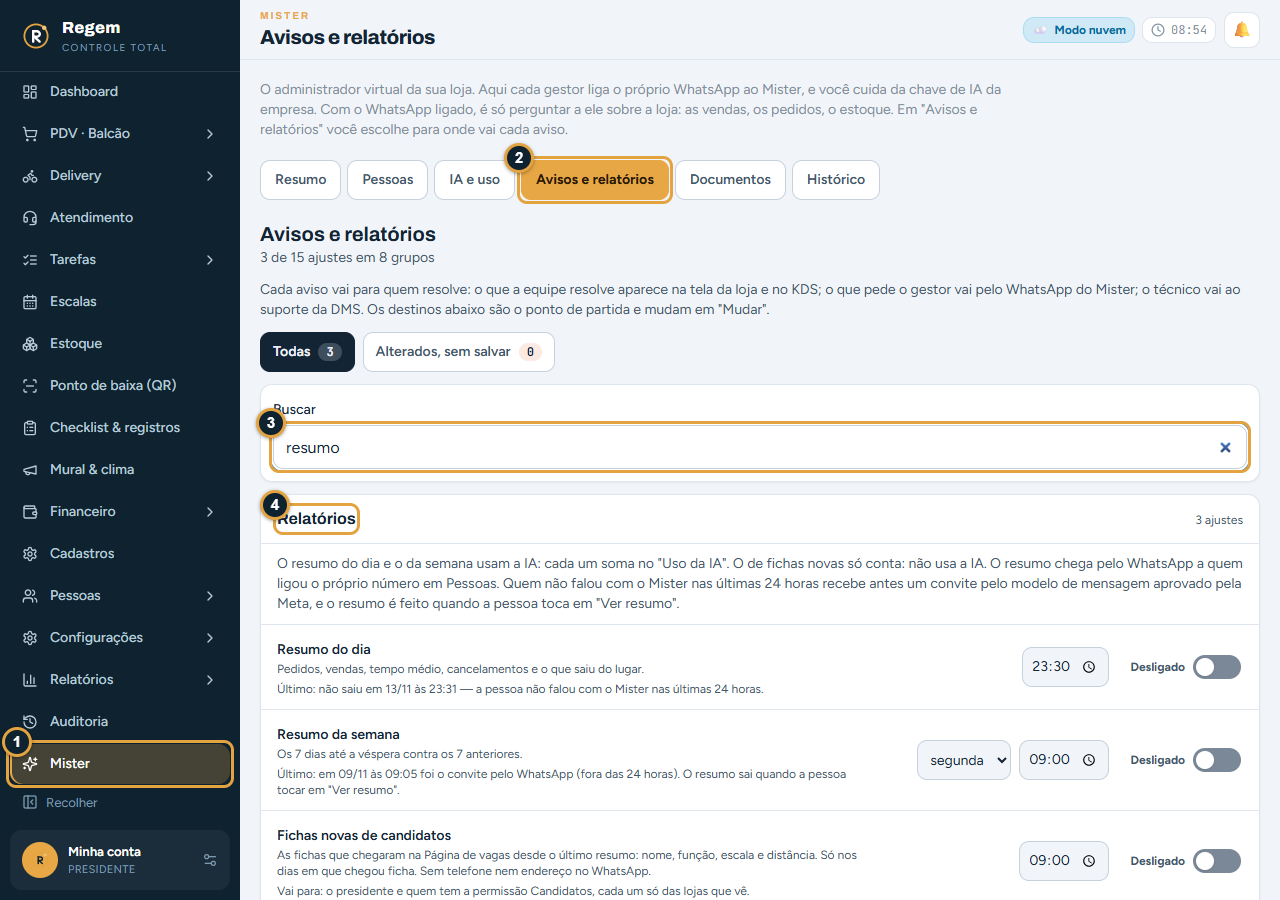 Regem
CONTROLE TOTAL
Dashboard
PDV · Balcão
Delivery
Atendimento
Tarefas
Escalas
Estoque
Ponto de baixa (QR)
Checklist & registros
Mural & clima
Financeiro
Cadastros
Pessoas
Configurações
Relatórios
Auditoria
1
Mister
Recolher
R
Minha conta
PRESIDENTE
MISTER
Avisos e relatórios
Modo nuvem
08:54
O administrador virtual da sua loja. Aqui cada gestor liga o próprio WhatsApp ao Mister, e você cuida da chave de IA da
empresa. Com o WhatsApp ligado, é só perguntar a ele sobre a loja: as vendas, os pedidos, o estoque. Em "Avisos e
relatórios" você escolhe para onde vai cada aviso.
2
Resumo
Pessoas
IA e uso
Avisos e relatórios
Documentos
Histórico
Avisos e relatórios
3 de 15 ajustes em 8 grupos
Cada aviso vai para quem resolve: o que a equipe resolve aparece na tela da loja e no KDS; o que pede o gestor vai pelo WhatsApp do Mister; o técnico vai ao
suporte da DMS. Os destinos abaixo são o ponto de partida e mudam em "Mudar".
Todas 3
Alterados, sem salvar 0
Buscar
3
resumo
4
Relatórios
3 ajustes
O resumo do dia e o da semana usam a IA: cada um soma no "Uso da IA". O de fichas novas só conta: não usa a IA. O resumo chega pelo WhatsApp a quem
ligou o próprio número em Pessoas. Quem não falou com o Mister nas últimas 24 horas recebe antes um convite pelo modelo de mensagem aprovado pela
Meta, e o resumo é feito quando a pessoa toca em "Ver resumo".
Resumo do dia
Pedidos, vendas, tempo médio, cancelamentos e o que saiu do lugar.
Último: não saiu em 13/11 às 23:31 — a pessoa não falou com o Mister nas últimas 24 horas.
23:30
Desligado
Resumo da semana
Os 7 dias até a véspera contra os 7 anteriores.
Último: em 09/11 às 09:05 foi o convite pelo WhatsApp (fora das 24 horas). O resumo sai quando a pessoa
tocar em "Ver resumo".
segunda
09:00
Desligado
Fichas novas de candidatos
As fichas que chegaram na Página de vagas desde o último resumo: nome, função, escala e distância. Só nos
dias em que chegou ficha. Sem telefone nem endereço no WhatsApp.
Vai para: o presidente e quem tem a permissão Candidatos, cada um só das lojas que vê.
09:00
Desligado